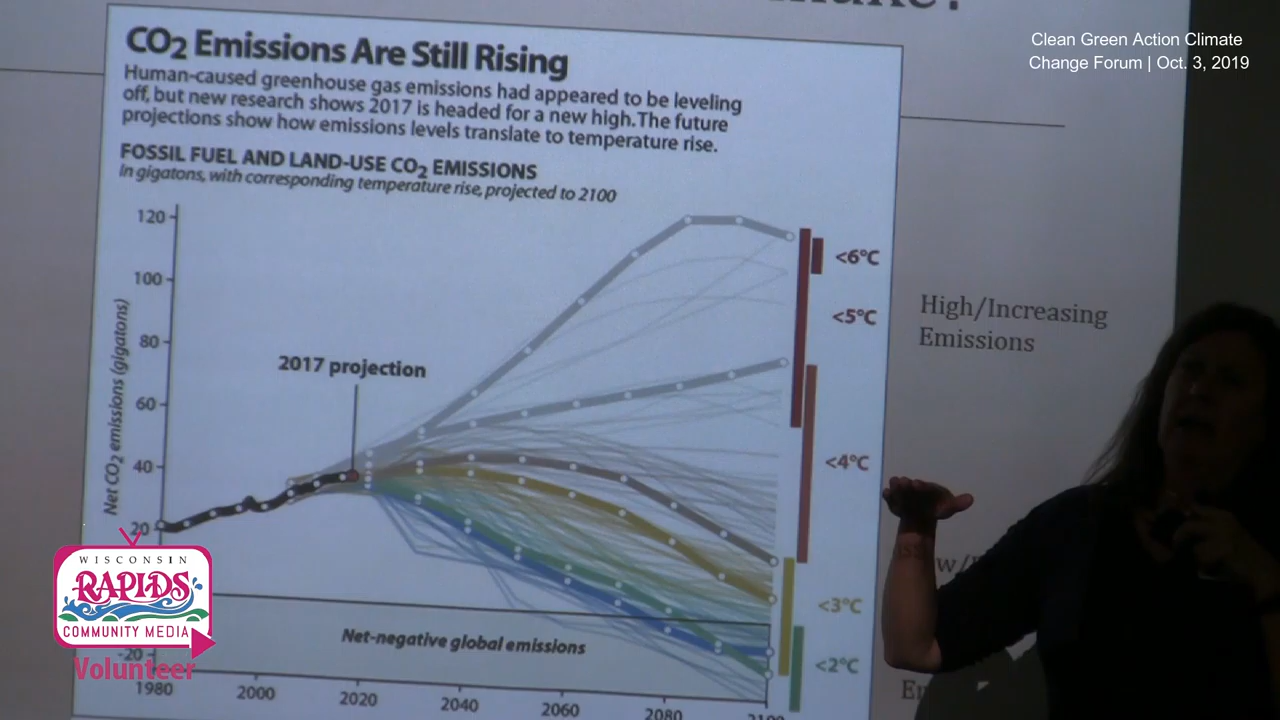 Clean Green Action Climate
Change Forum | Oct. 3, 2019
CO2 Emissions Are Still Rising
Human-caused greenhouse gas emissions had appeared to be leveling
off, but new research shows 2017 is headed for a new high. The future
projections show how emissions levels translate to temperature rise.
FOSSIL FUEL AND LAND-USE CO2 EMISSIONS
In gigatons, with corresponding temperature rise, projected to 2100
Net CO2 emissions (gigatons)
120
100
80
60
40
20
-20
2017 projection
<6°C
<5°C
<4°C
<3°C
<2°C
High/Increasing
Emissions
Net-negative global emissions
1980
2000
2020
2040
2060
2080
2100
WISCONSIN
RAPIDS
COMMUNITY MEDIA
Volunteer